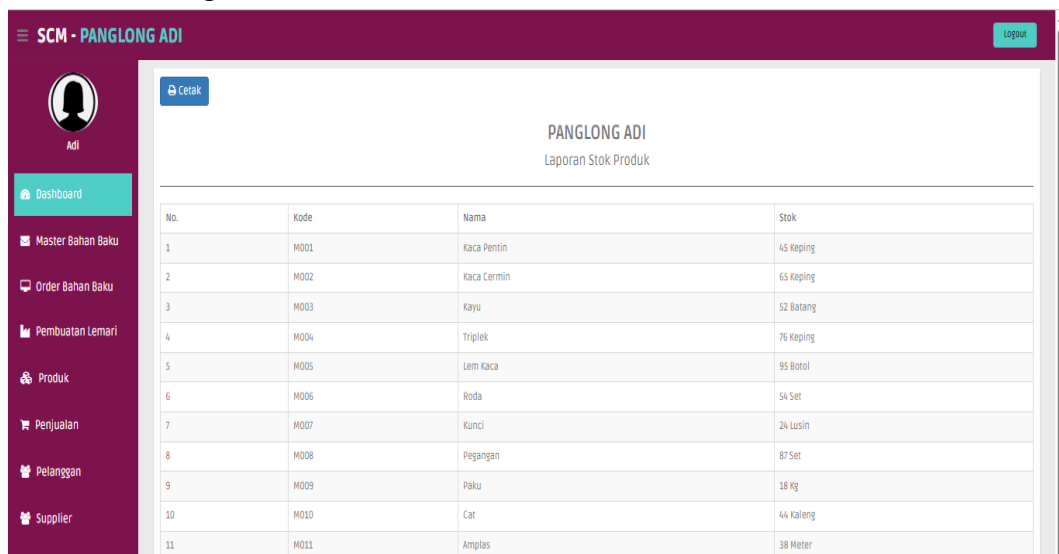 SCM - PANGLONG ADI
Logout
Adi
Dashboard
Master Bahan Baku
Order Bahan Baku
Pembuatan Lemari
Produk
Penjualan
Pelanggan
Supplier
Cetak
PANGLONG ADI
Laporan Stok Produk
No. Kode Nama Stok
1 M001 Kaca Pentin 45 Keping
2 M002 Kaca Cermin 65 Keping
3 M003 Kayu 52 Batang
4 M004 Triplek 76 Keping
5 M005 Lem Kaca 95 Botol
6 M006 Roda 54 Set
7 M007 Kunci 24 Lusin
8 M008 Pegangan 87 Set
9 M009 Paku 18 Kg
10 M010 Cat 44 Kaleng
11 M011 Amplas 38 Meter